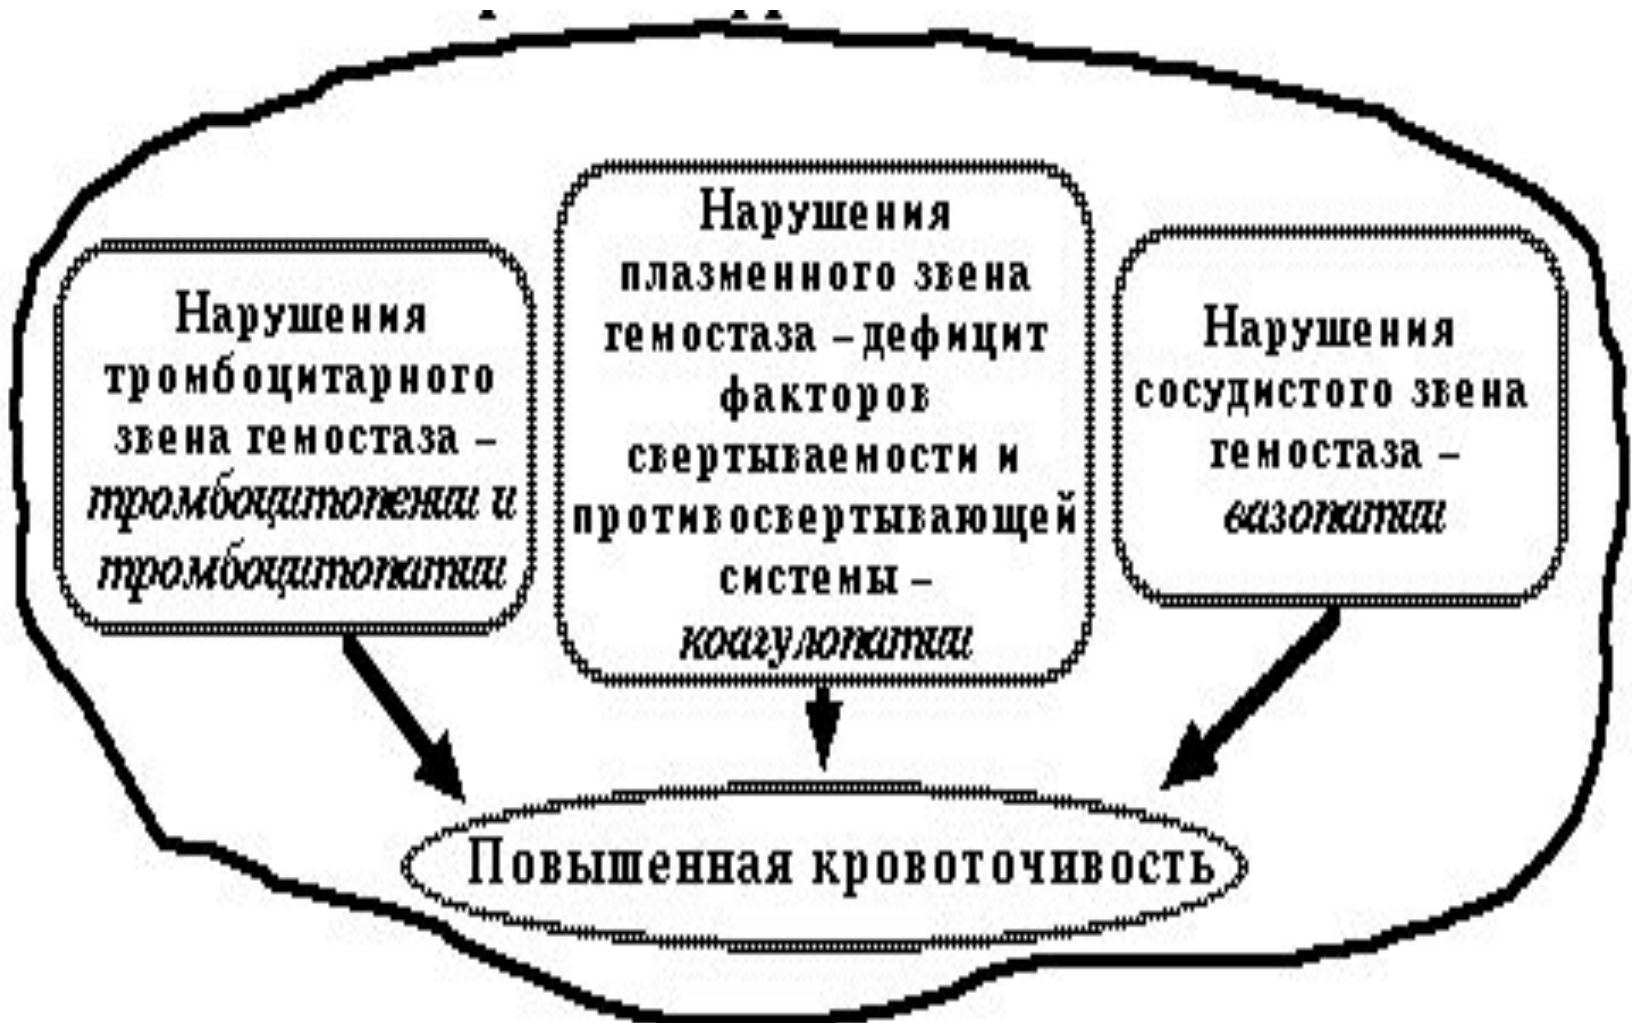 Нарушения
тромбоцитарного
звена гемостаза –
тромбоцитопении и
тромбоцитопатии
Нарушения
плазменного звена
гемостаза – дефицит
факторов
свертываемости и
противосвертывающей
системы –
коагулопатии
Нарушения
сосудистого звена
гемостаза –
вазопатии
Повышенная кровоточивость